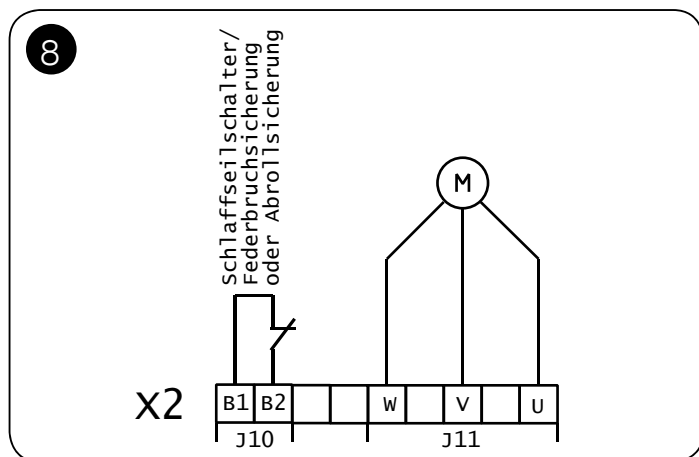 8
Schlaffseilschalter/
Federbruchsicherung
oder Abrollsicherung
M
X2 B1 B2 W V U
J10 J11